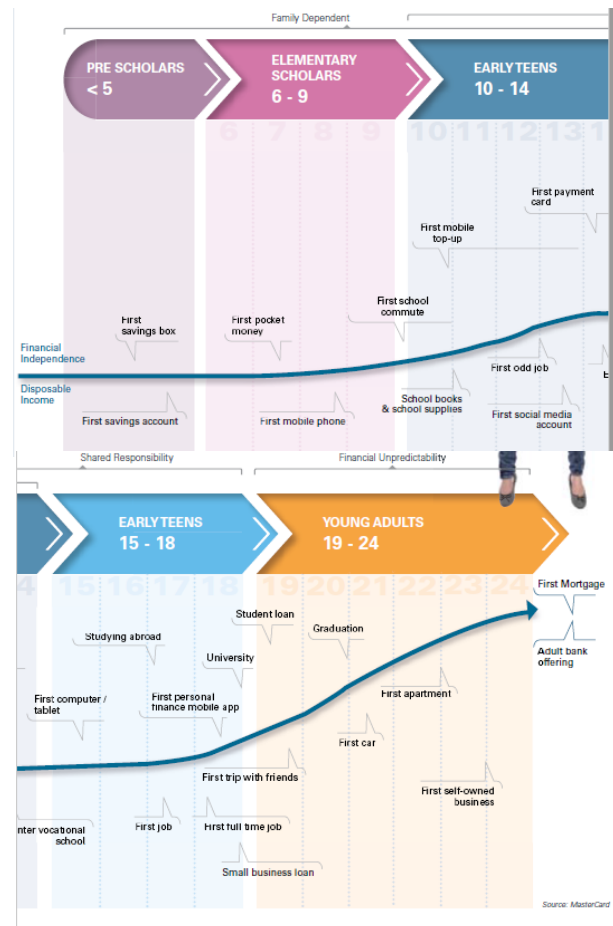 Family Dependent
PRE SCHOLARS
< 5
ELEMENTARY
SCHOLARS
6 - 9
EARLY TEENS
10 - 14
6 7 8 9 10 11 12 13
First payment
card
First mobile
top-up
First school
commute
First
savings box
First pocket
money
Financial
Independence
Disposable
Income
First savings account
First mobile phone
School books
& school supplies
First odd job
First social media
account
Shared Responsibility
Financial Unpredictability
EARLY TEENS
15 - 18
YOUNG ADULTS
19 - 24
4 15 16 17 18 19 20 21 22 23 24
First Mortgage
Adult bank
offering
Student loan
Graduation
Studying abroad
University
First apartment
First computer /
tablet
First personal
finance mobile app
First car
First trip with friends
First self-owned
business
nter vocational
school
First job
First full time job
Small business loan
Source: MasterCard